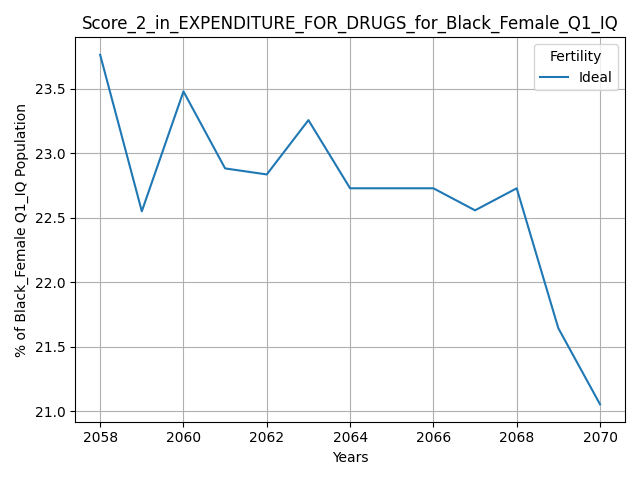 Score_2_in_EXPENDITURE_FOR_DRUGS_for_Black_Female_Q1_IQ
Fertility
Ideal
% of Black_Female Q1_IQ Population
23.5
23.0
22.5
22.0
21.5
21.0
2058 2060 2062 2064 2066 2068 2070
Years